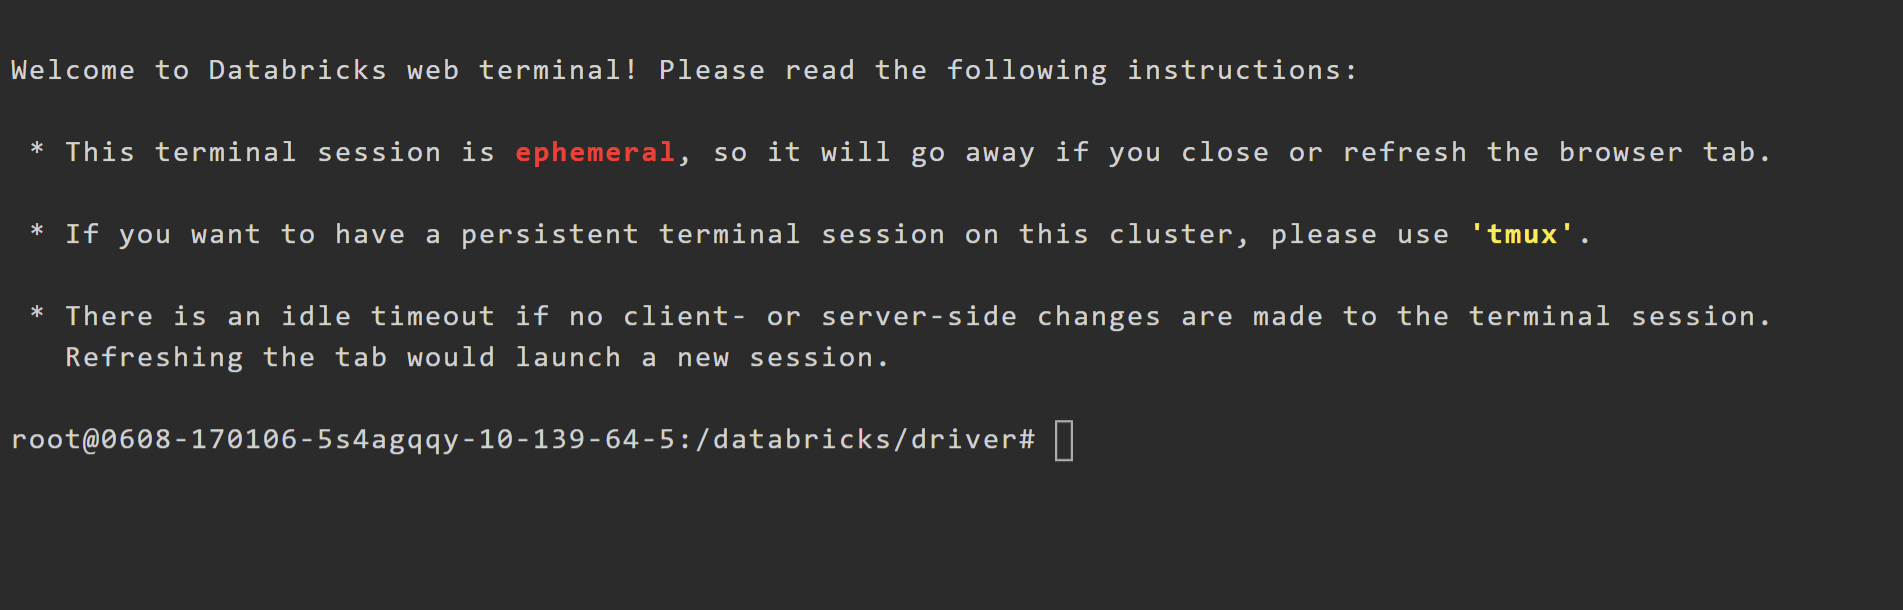 Welcome to Databricks web terminal! Please read the following instructions:
* This terminal session is ephemeral, so it will go away if you close or refresh the browser tab.
* If you want to have a persistent terminal session on this cluster, please use 'tmux'.
* There is an idle timeout if no client- or server-side changes are made to the terminal session.
Refreshing the tab would launch a new session.
root@0608-170106-5s4agqqy-10-139-64-5:/databricks/driver#